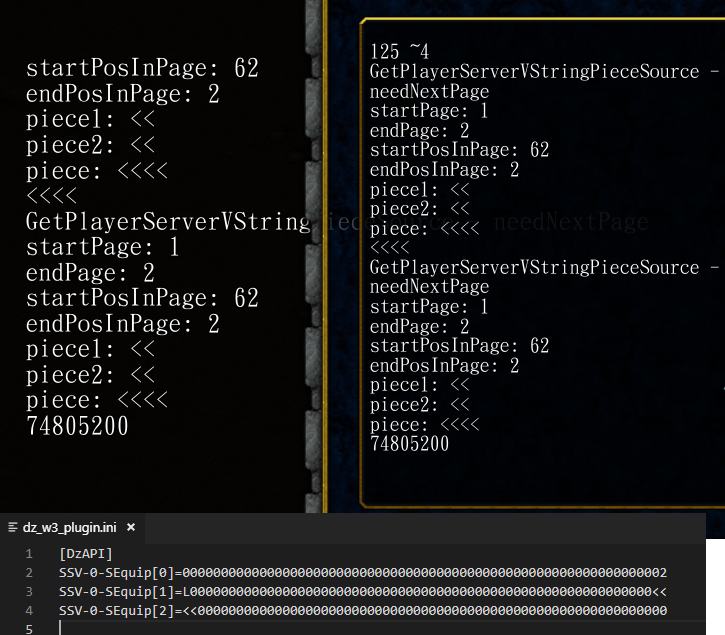 startPosInPage: 62
endPosInPage: 2
piece1: <<
piece2: <<
piece: <<<<
<<<<
GetPlayerServerVStringPieceSource - needNextPage
startPage: 1
endPage: 2
startPosInPage: 62
endPosInPage: 2
piece1: <<
piece2: <<
piece: <<<<
74805200
125 ~4
GetPlayerServerVStringPieceSource -
needNextPage
startPage: 1
endPage: 2
startPosInPage: 62
endPosInPage: 2
piece1: <<
piece2: <<
piece: <<<<
<<<<
GetPlayerServerVStringPieceSource -
needNextPage
startPage: 1
endPage: 2
startPosInPage: 62
endPosInPage: 2
piece1: <<
piece2: <<
piece: <<<<
74805200
dz_w3_plugin.ini ×
1 [DzAPI]
2 SSV-0-SEquip[0]=0000000000000000000000000000000000000000000000000000000000000002
3 SSV-0-SEquip[1]=L0000000000000000000000000000000000000000000000000000000000000<<
4 SSV-0-SEquip[2]=<<00000000000000000000000000000000000000000000000000000000000000
5